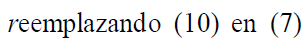 reemplazando (10) en (7)